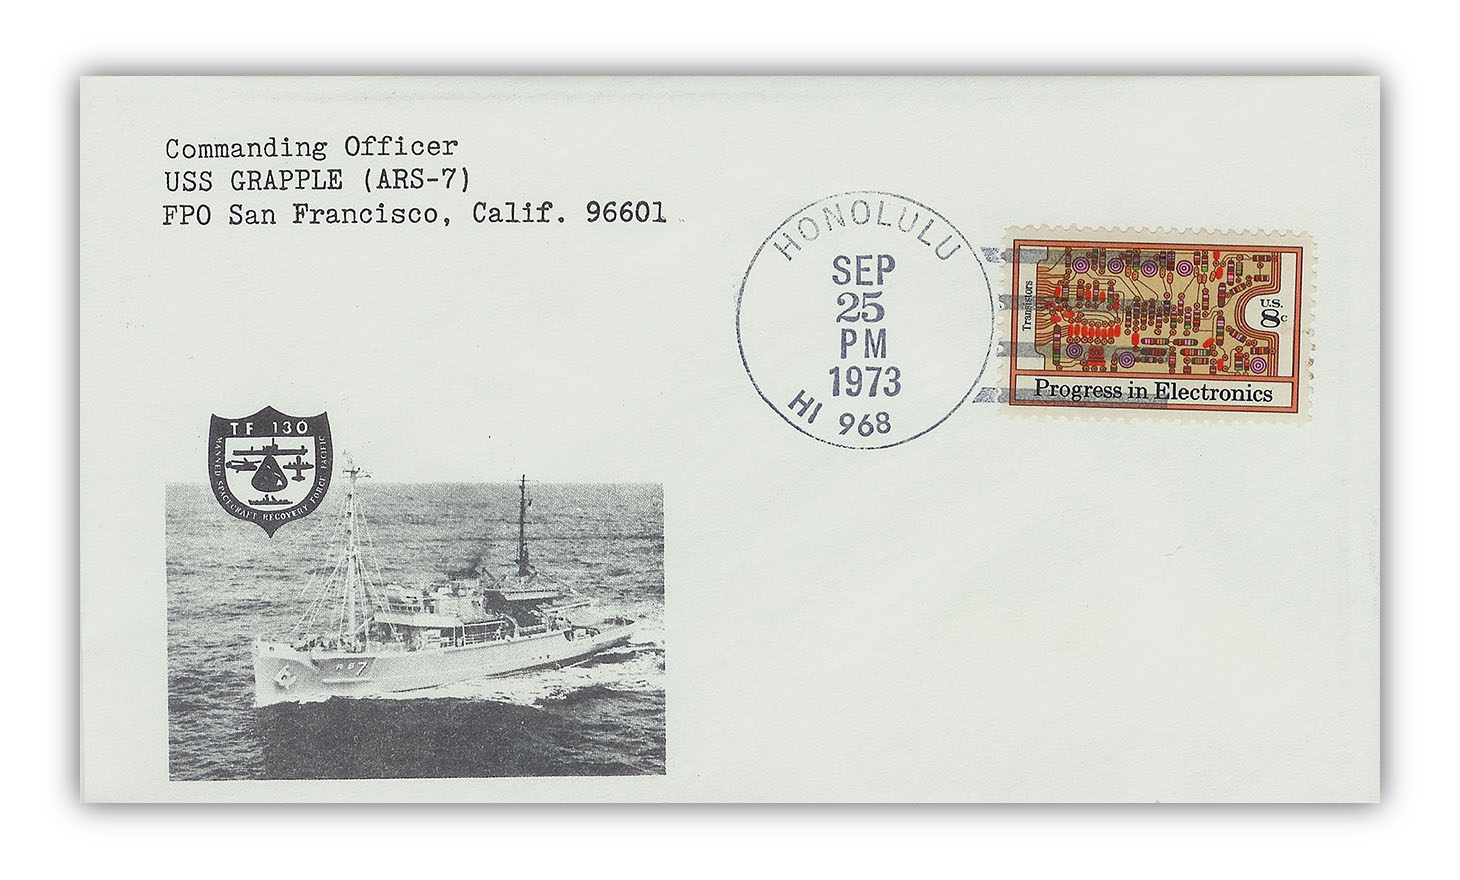 Commanding Officer
USS GRAPPLE (ARS-7)
FPO San Francisco, Calif. 96601
HONOLULU
SEP
25
PM
1973
HI 968
Transistors
U.S.
8c
Progress in Electronics
TF 130
MANNED SPACECRAFT RECOVERY FORCE PACIFIC